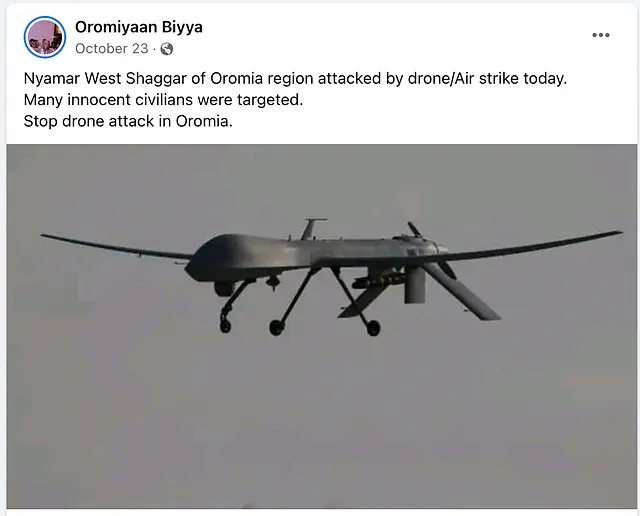 Oromiyaan Biyya
October 23 ·
Nyamar West Shaggar of Oromia region attacked by drone/Air strike today.
Many innocent civilians were targeted.
Stop drone attack in Oromia.